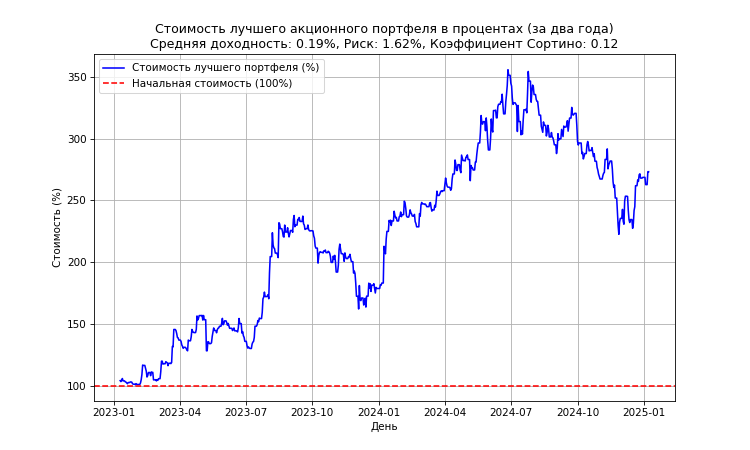 Стоимость лучшего акционного портфеля в процентах (за два года)
Средняя доходность: 0.19%, Риск: 1.62%, Коэффициент Сортино: 0.12
Стоимость лучшего портфеля (%)
Начальная стоимость (100%)
Стоимость (%)
350
300
250
200
150
100
2023-01 2023-04 2023-07 2023-10 2024-01 2024-04 2024-07 2024-10 2025-01
День